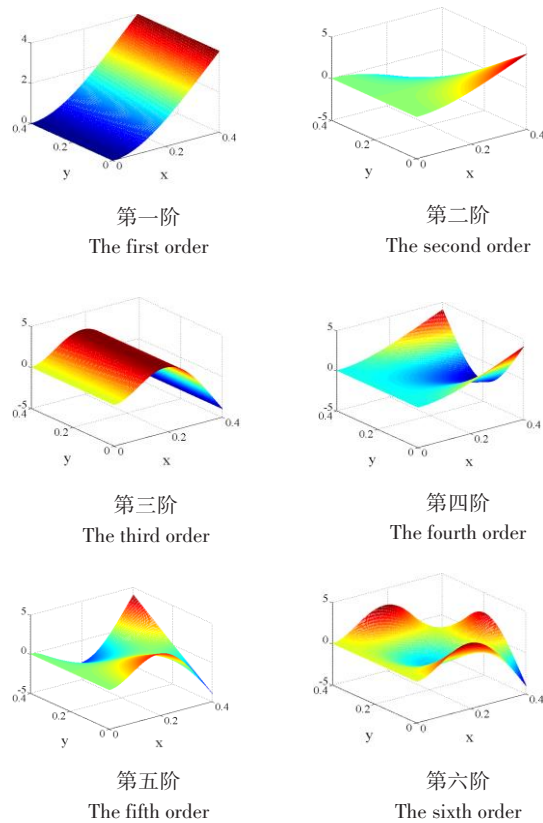 4
2
0
0.4
0.2
0
0
0.2
0.4
y
x
第一阶
The first order
5
0
-5
0.4
0.2
0
0
0.2
0.4
y
x
第二阶
The second order
5
0
-5
0.4
0.2
0
0
0.2
0.4
y
x
第三阶
The third order
5
0
-5
0.4
0.2
0
0
0.2
0.4
y
x
第四阶
The fourth order
5
0
-5
0.4
0.2
0
0
0.2
0.4
y
x
第五阶
The fifth order
5
0
-5
0.4
0.2
0
0
0.2
0.4
y
x
第六阶
The sixth order